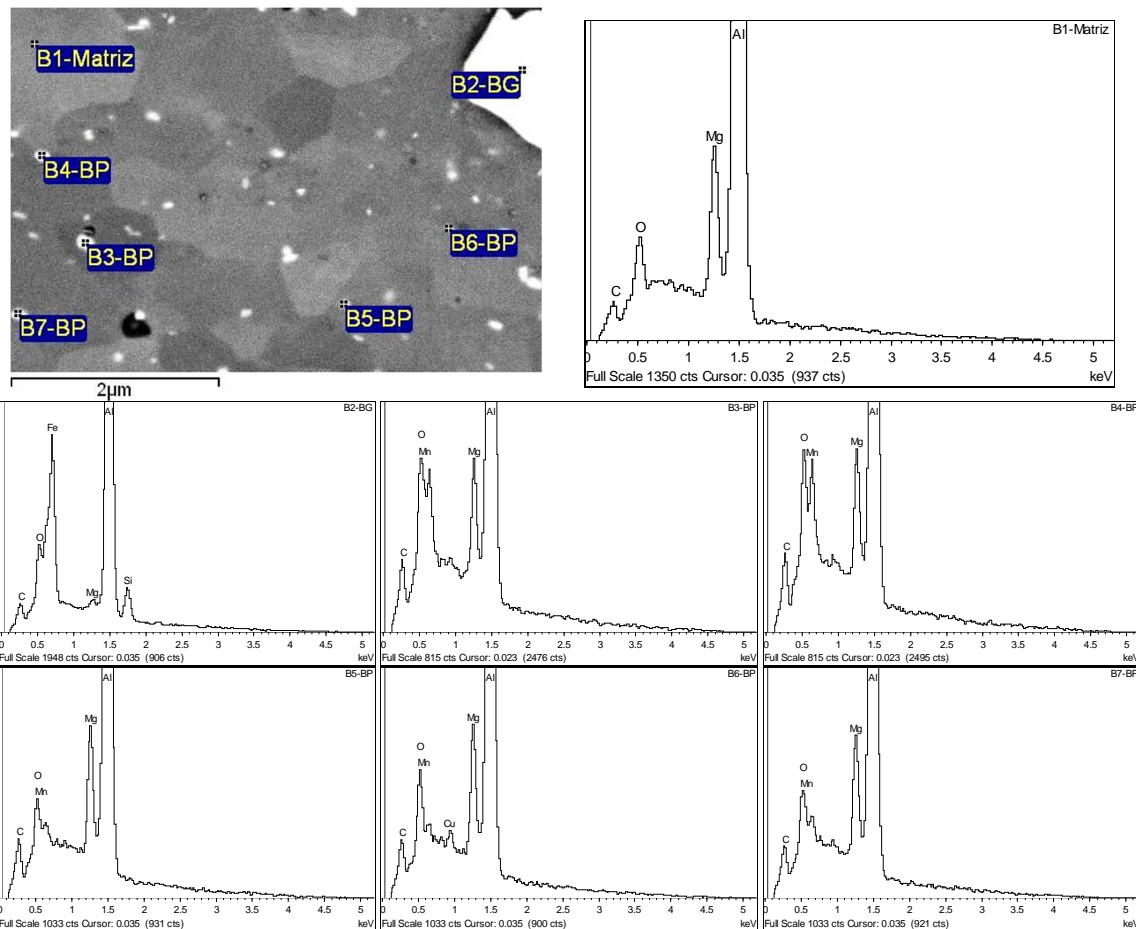 B1-Matriz
B2-BG
B4-BP
B3-BP
B6-BP
B5-BP
B7-BP
2µm
B1-Matriz
Al
Mg
O
C
0 0.5 1 1.5 2 2.5 3 3.5 4 4.5 5
Full Scale 1350 cts Cursor: 0.035 (937 cts) keV
B2-BG
Al
Fe
O
Si
C
Mg
0 0.5 1 1.5 2 2.5 3 3.5 4 4.5 5
Full Scale 1948 cts Cursor: 0.035 (906 cts) keV
B3-BP
Al
O
Mn
Mg
C
0 0.5 1 1.5 2 2.5 3 3.5 4 4.5 5
Full Scale 815 cts Cursor: 0.023 (2476 cts) keV
B4-BP
Al
O
Mg
Mn
C
0 0.5 1 1.5 2 2.5 3 3.5 4 4.5 5
Full Scale 815 cts Cursor: 0.023 (2495 cts) keV
B5-BP
Al
Mg
O
Mn
C
0 0.5 1 1.5 2 2.5 3 3.5 4 4.5 5
Full Scale 1033 cts Cursor: 0.035 (931 cts) keV
B6-BP
Al
Mg
O
Mn
Cu
C
0 0.5 1 1.5 2 2.5 3 3.5 4 4.5 5
Full Scale 1033 cts Cursor: 0.035 (900 cts) keV
B7-BP
Al
Mg
O
Mn
C
0 0.5 1 1.5 2 2.5 3 3.5 4 4.5 5
Full Scale 1033 cts Cursor: 0.035 (921 cts) keV